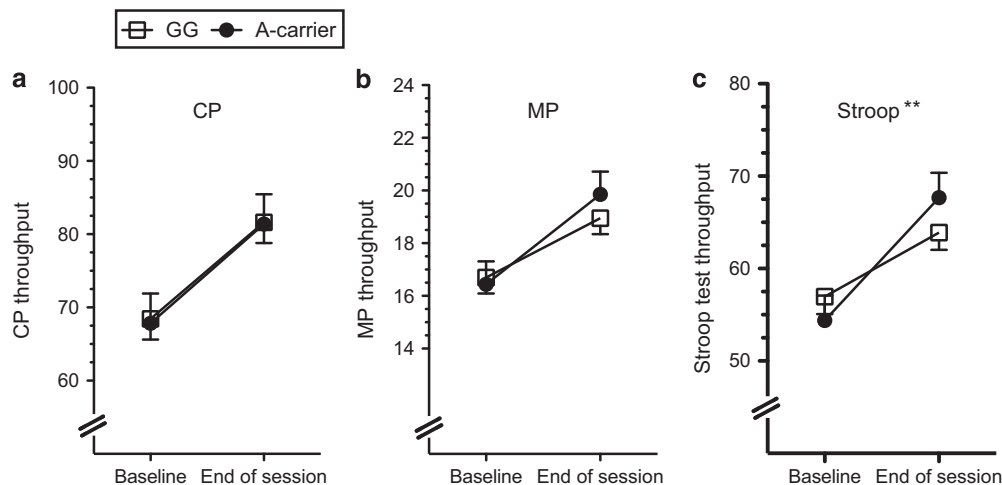 GG A-carrier
a
CP
CP throughput
100
90
80
70
60
Baseline End of session
b
MP
MP throughput
24
22
20
18
16
14
Baseline End of session
c
Stroop **
Stroop test throughput
80
70
60
50
Baseline End of session